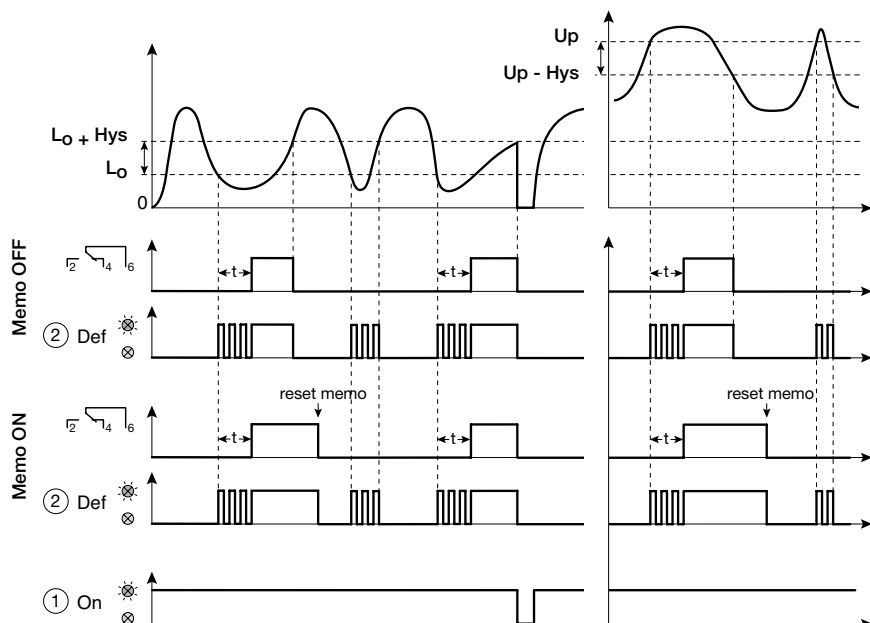 Up
Up - Hys
Lo + Hys
Lo
0
Memo OFF
2 4 6
t t t
2 Def
Memo ON
reset memo reset memo
2 4 6
t t t
2 Def
1 On